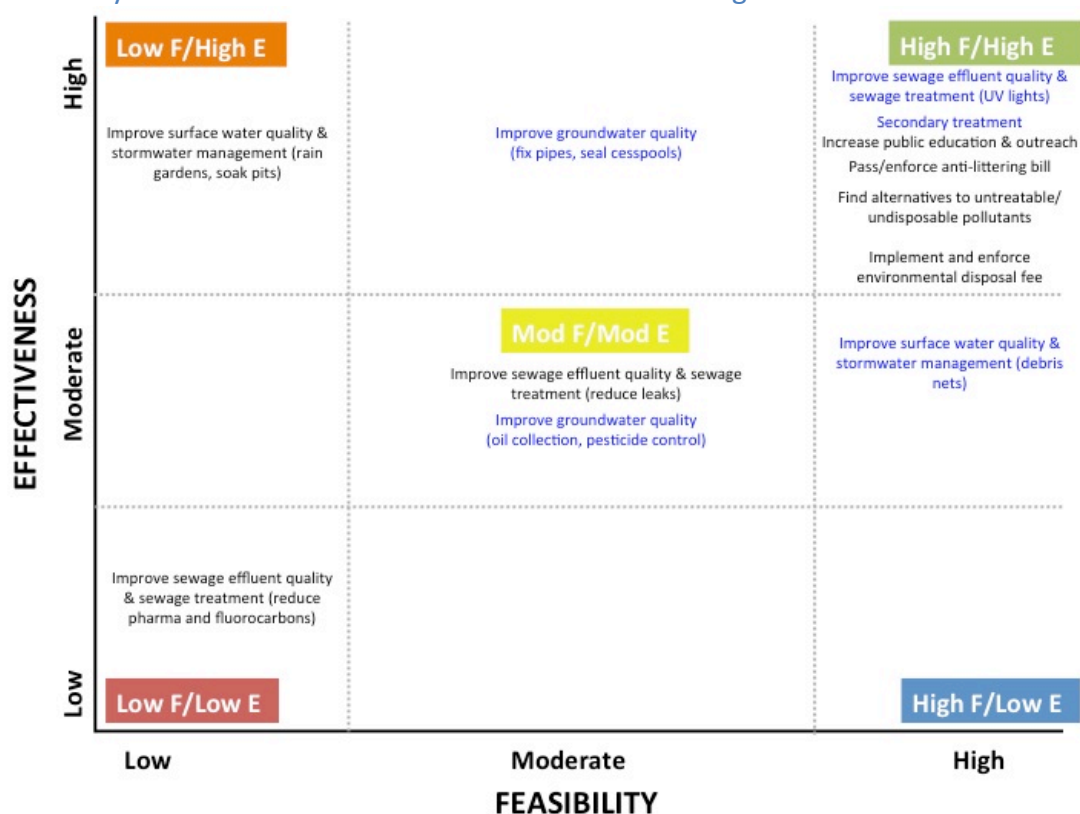 Low F/High E
High F/High E
High
Improve surface water quality &
stormwater management (rain
gardens, soak pits)
Improve groundwater quality
(fix pipes, seal cesspools)
Improve sewage effluent quality &
sewage treatment (UV lights)
Secondary treatment
Increase public education & outreach
Pass/enforce anti-littering bill
Find alternatives to untreatable/
undisposable pollutants
Implement and enforce
environmental disposal fee
EFFECTIVENESS
Moderate
Mod F/Mod E
Improve sewage effluent quality & sewage
treatment (reduce leaks)
Improve groundwater quality
(oil collection, pesticide control)
Improve surface water quality &
stormwater management (debris
nets)
Improve sewage effluent quality
& sewage treatment (reduce
pharma and fluorocarbons)
Low
Low F/Low E
High F/Low E
Low
Moderate
High
FEASIBILITY